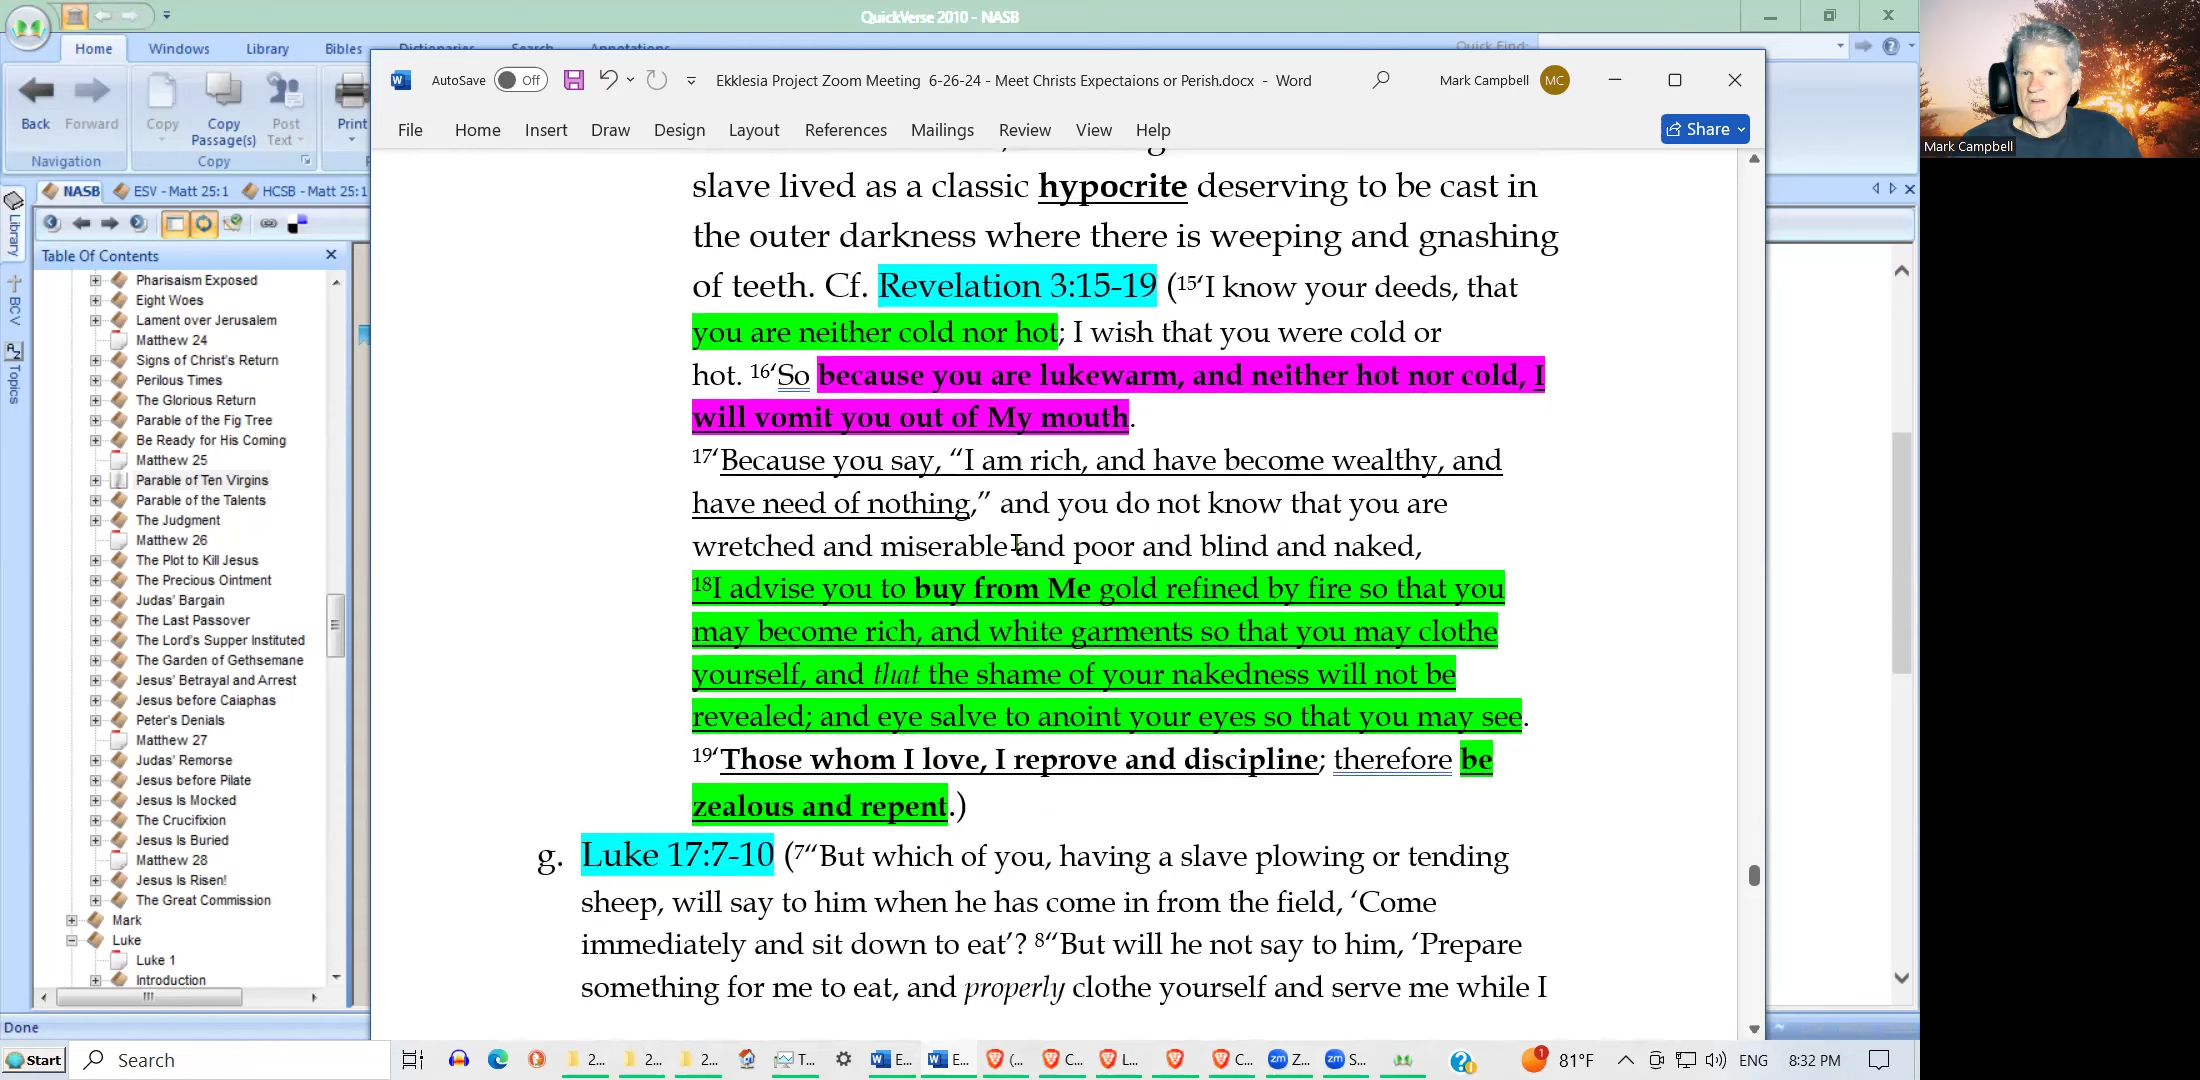 QuickVerse 2010 - NASB
Home Windows Library Bibles Dictionaries Search Annotations Quick Find:
Back Forward Copy Copy Passage(s) Post Text Print
Navigation Copy
NASB ESV - Matt 25:1 HCSB - Matt 25:1
Library
BCV
Topics
Table Of Contents
Pharisaism Exposed
Eight Woes
Lament over Jerusalem
Matthew 24
Signs of Christ's Return
Perilous Times
The Glorious Return
Parable of the Fig Tree
Be Ready for His Coming
Matthew 25
Parable of Ten Virgins
Parable of the Talents
The Judgment
Matthew 26
The Plot to Kill Jesus
The Precious Ointment
Judas' Bargain
The Last Passover
The Lord's Supper Instituted
The Garden of Gethsemane
Jesus' Betrayal and Arrest
Jesus before Caiaphas
Peter's Denials
Matthew 27
Judas' Remorse
Jesus before Pilate
Jesus Is Mocked
The Crucifixion
Jesus Is Buried
Matthew 28
Jesus Is Risen!
The Great Commission
Mark
Luke
Luke 1
Introduction
Done
AutoSave Off Ekklesia Project Zoom Meeting 6-26-24 - Meet Christs Expectaions or Perish.docx - Word Mark Campbell MC
File Home Insert Draw Design Layout References Mailings Review View Help Share
slave lived as a classic hypocrite deserving to be cast in
the outer darkness where there is weeping and gnashing
of teeth. Cf. Revelation 3:15-19 (15‘I know your deeds, that
you are neither cold nor hot; I wish that you were cold or
hot. 16‘So because you are lukewarm, and neither hot nor cold, I
will vomit you out of My mouth.
17‘Because you say, “I am rich, and have become wealthy, and
have need of nothing,” and you do not know that you are
wretched and miserable and poor and blind and naked,
18I advise you to buy from Me gold refined by fire so that you
may become rich, and white garments so that you may clothe
yourself, and that the shame of your nakedness will not be
revealed; and eye salve to anoint your eyes so that you may see.
19‘Those whom I love, I reprove and discipline; therefore be
zealous and repent.)
g. Luke 17:7-10 (7“But which of you, having a slave plowing or tending
sheep, will say to him when he has come in from the field, ‘Come
immediately and sit down to eat’? 8“But will he not say to him, ‘Prepare
something for me to eat, and properly clothe yourself and serve me while I
Mark Campbell
Start Search 2... 2... 2... T... E... E... (... C... L... C... Z... S... 1 81°F ENG 8:32 PM